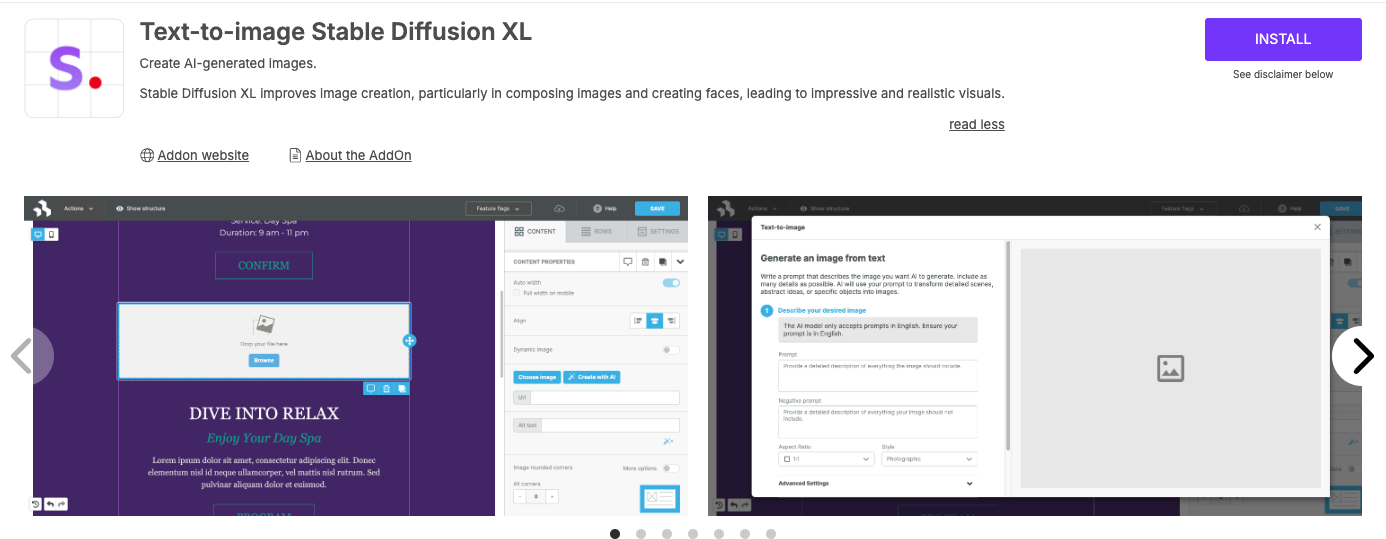 S.
Text-to-image Stable Diffusion XL
INSTALL
Create AI-generated images.
See disclaimer below
Stable Diffusion XL improves image creation, particularly in composing images and creating faces, leading to impressive and realistic visuals.
read less
Addon website
About the AddOn
Actions
Show structure
Feature Flags
Help
SAVE
Service: Day Spa
Duration: 9 am - 11 pm
CONFIRM
Drop your file here
Browse
DIVE INTO RELAX
Enjoy Your Day Spa
Lorem ipsum dolor sit amet, consectetur adipiscing elit. Donec
elementum nisl id neque ullamcorper, vel mattis nisl rutrum. Sed
pulvinar aliquam dolor et euismod.
PROGRAM
CONTENT
ROWS
SETTINGS
CONTENT PROPERTIES
Auto width
Full width on mobile
Align
Dynamic image
Choose image
Create with AI
Url
Alt text
Image rounded corners
More options
All corners
- 0 +
Actions
Show structure
Feature Flags
Help
SAVE
SETTINGS
Text-to-image
Generate an image from text
Write a prompt that describes the image you want AI to generate. Include as
many details as possible. AI will use your prompt to transform detailed scenes,
abstract ideas, or specific objects into images.
1 Describe your desired image
The AI model only accepts prompts in English. Ensure your
prompt is in English.
Prompt
Provide a detailed description of everything the image should include.
Negative prompt
Provide a detailed description of everything your image should not
include.
Aspect Ratio
Style
1:1
Photographic
Advanced Settings
PROGRAM